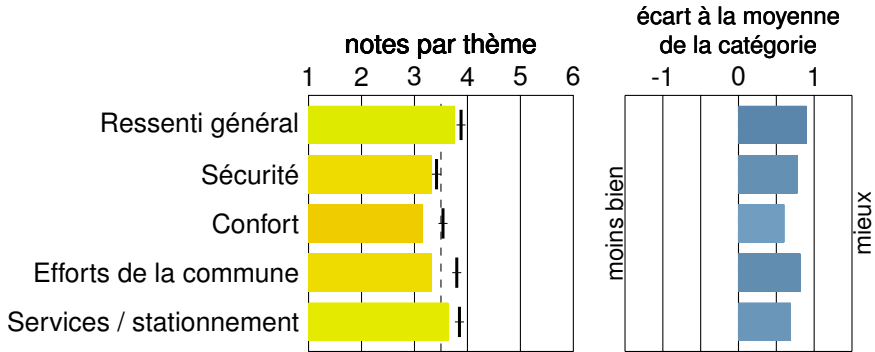 notes par thème
1 2 3 4 5 6
Ressenti général
Sécurité
Confort
Efforts de la commune
Services / stationnement
écart à la moyenne
de la catégorie
-1 0 1
moins bien
mieux